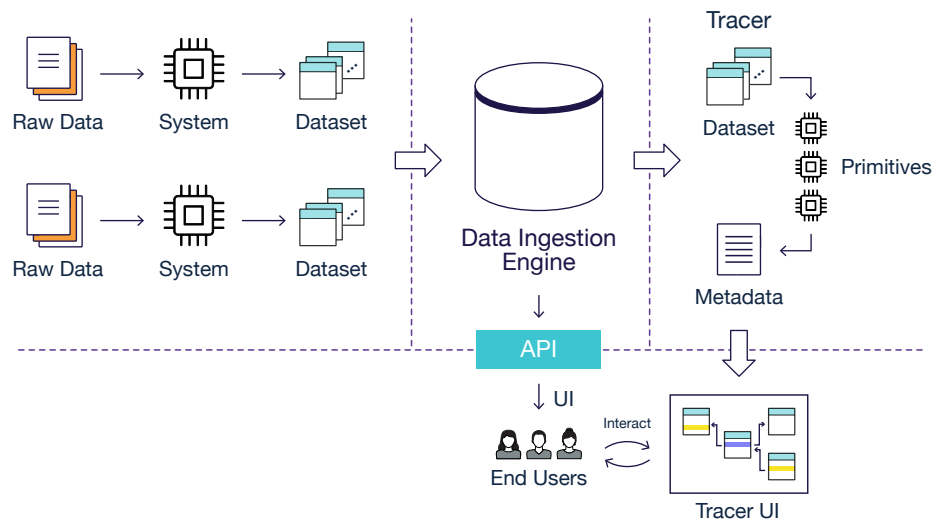 Raw Data
System
Dataset
Raw Data
System
Dataset
Data Ingestion
Engine
Tracer
Dataset
Primitives
Metadata
API
UI
End Users
Interact
Tracer UI